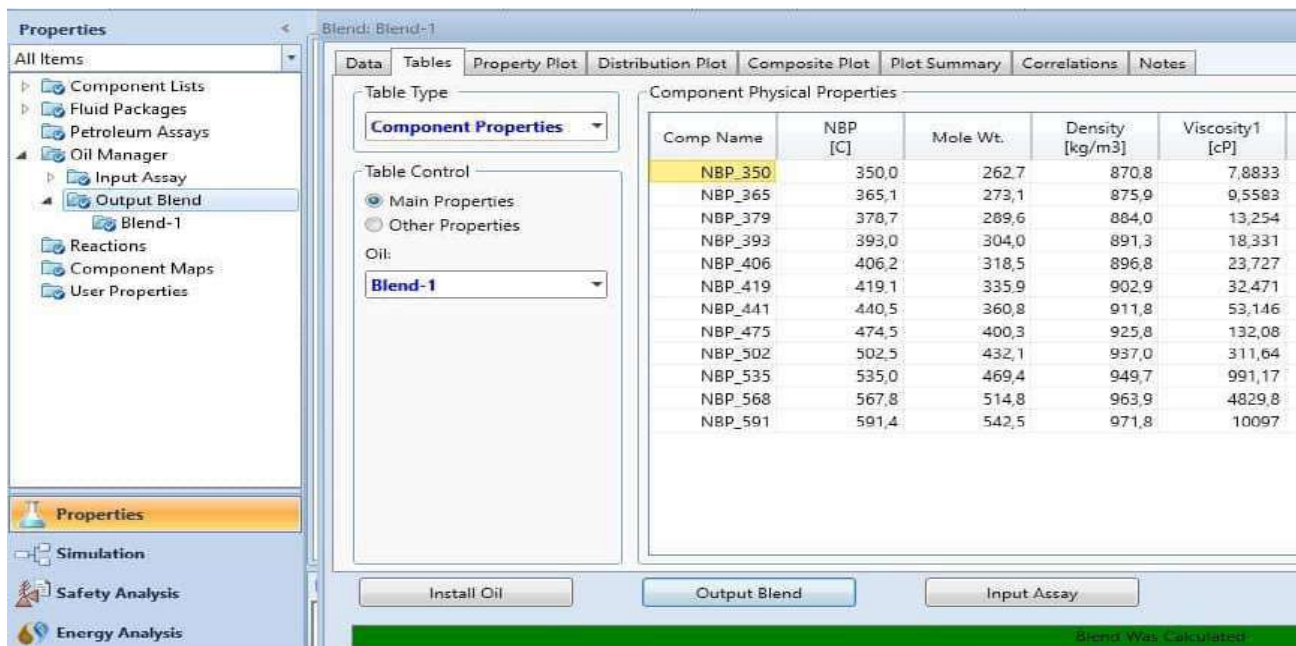 Properties <
All Items
Component Lists
Fluid Packages
Petroleum Assays
Oil Manager
Input Assay
Output Blend
Blend-1
Reactions
Component Maps
User Properties
Properties
Simulation
Safety Analysis
Energy Analysis
Blend: Blend-1
Data Tables Property Plot Distribution Plot Composite Plot Plot Summary Correlations Notes
Table Type
Component Properties
Table Control
Main Properties
Other Properties
Oil:
Blend-1
Component Physical Properties
Comp Name NBP [C] Mole Wt. Density [kg/m3] Viscosity1 [cP]
NBP_350 350,0 262,7 870,8 7,8833
NBP_365 365,1 273,1 875,9 9,5583
NBP_379 378,7 289,6 884,0 13,254
NBP_393 393,0 304,0 891,3 18,331
NBP_406 406,2 318,5 896,8 23,727
NBP_419 419,1 335,9 902,9 32,471
NBP_441 440,5 360,8 911,8 53,146
NBP_475 474,5 400,3 925,8 132,08
NBP_502 502,5 432,1 937,0 311,64
NBP_535 535,0 469,4 949,7 991,17
NBP_568 567,8 514,8 963,9 4829,8
NBP_591 591,4 542,5 971,8 10097
Install Oil Output Blend Input Assay
Blend Was Calculated